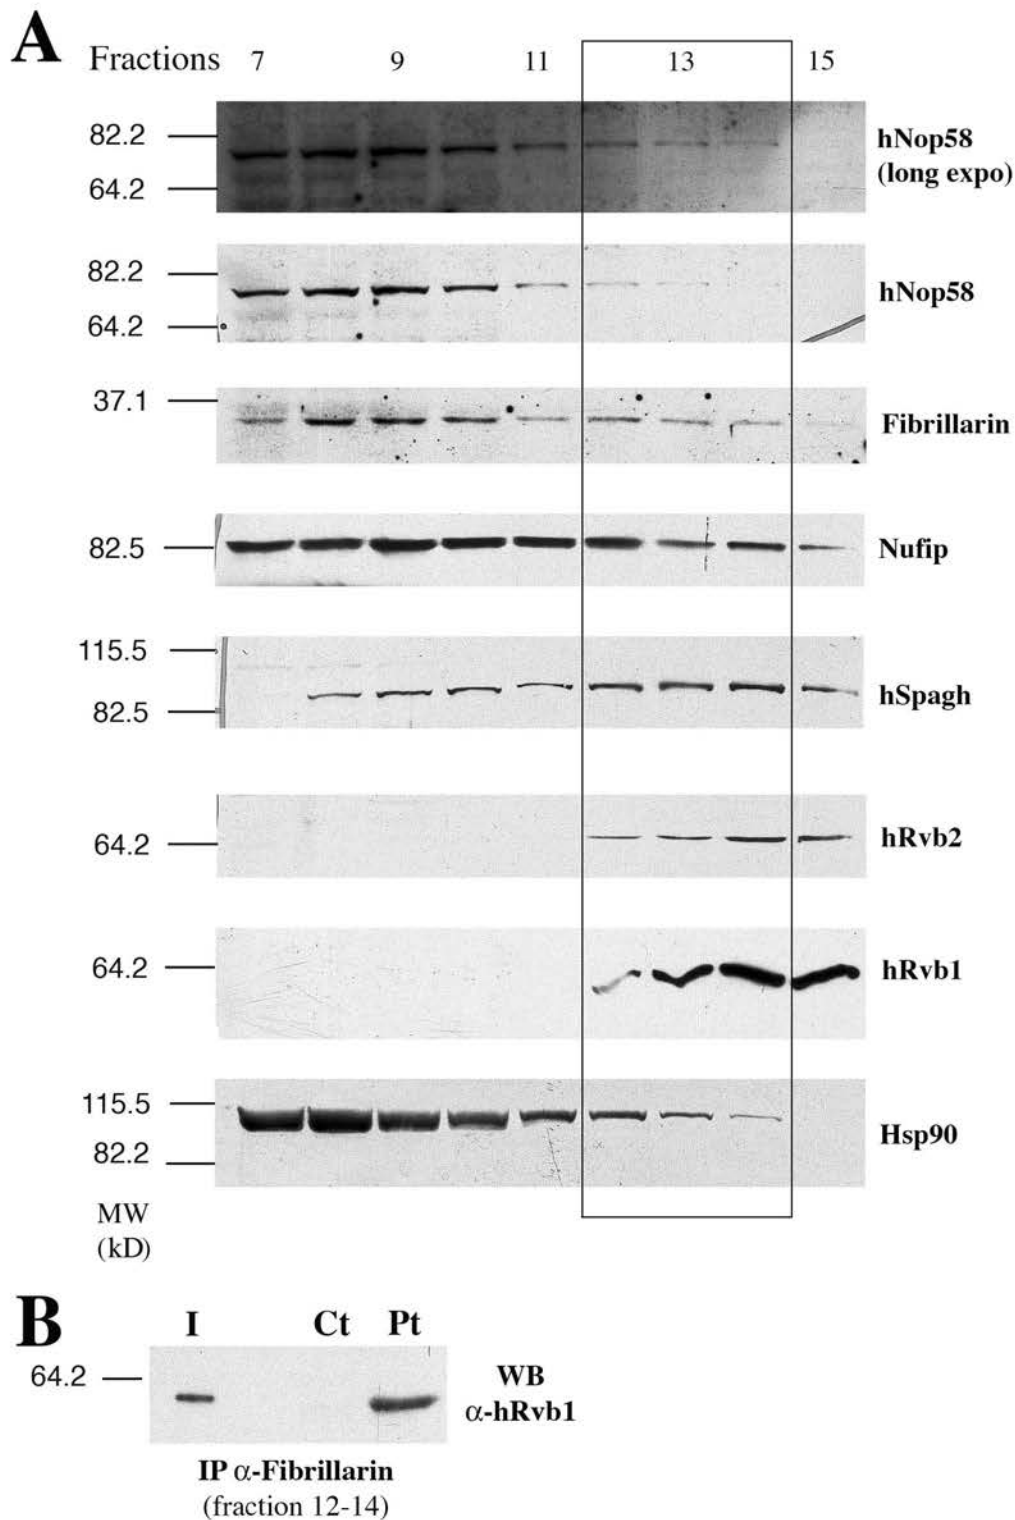 A
Fractions 7 9 11 13 15
82.2
64.2
hNop58
(long expo)
82.2
64.2
hNop58
37.1
Fibrillarin
82.5
Nufip
115.5
82.5
hSpagh
64.2
hRvb2
64.2
hRvb1
115.5
82.2
Hsp90
MW
(kD)
B
I Ct Pt
64.2
WB
α-hRvb1
IP α-Fibrillarin
(fraction 12-14)